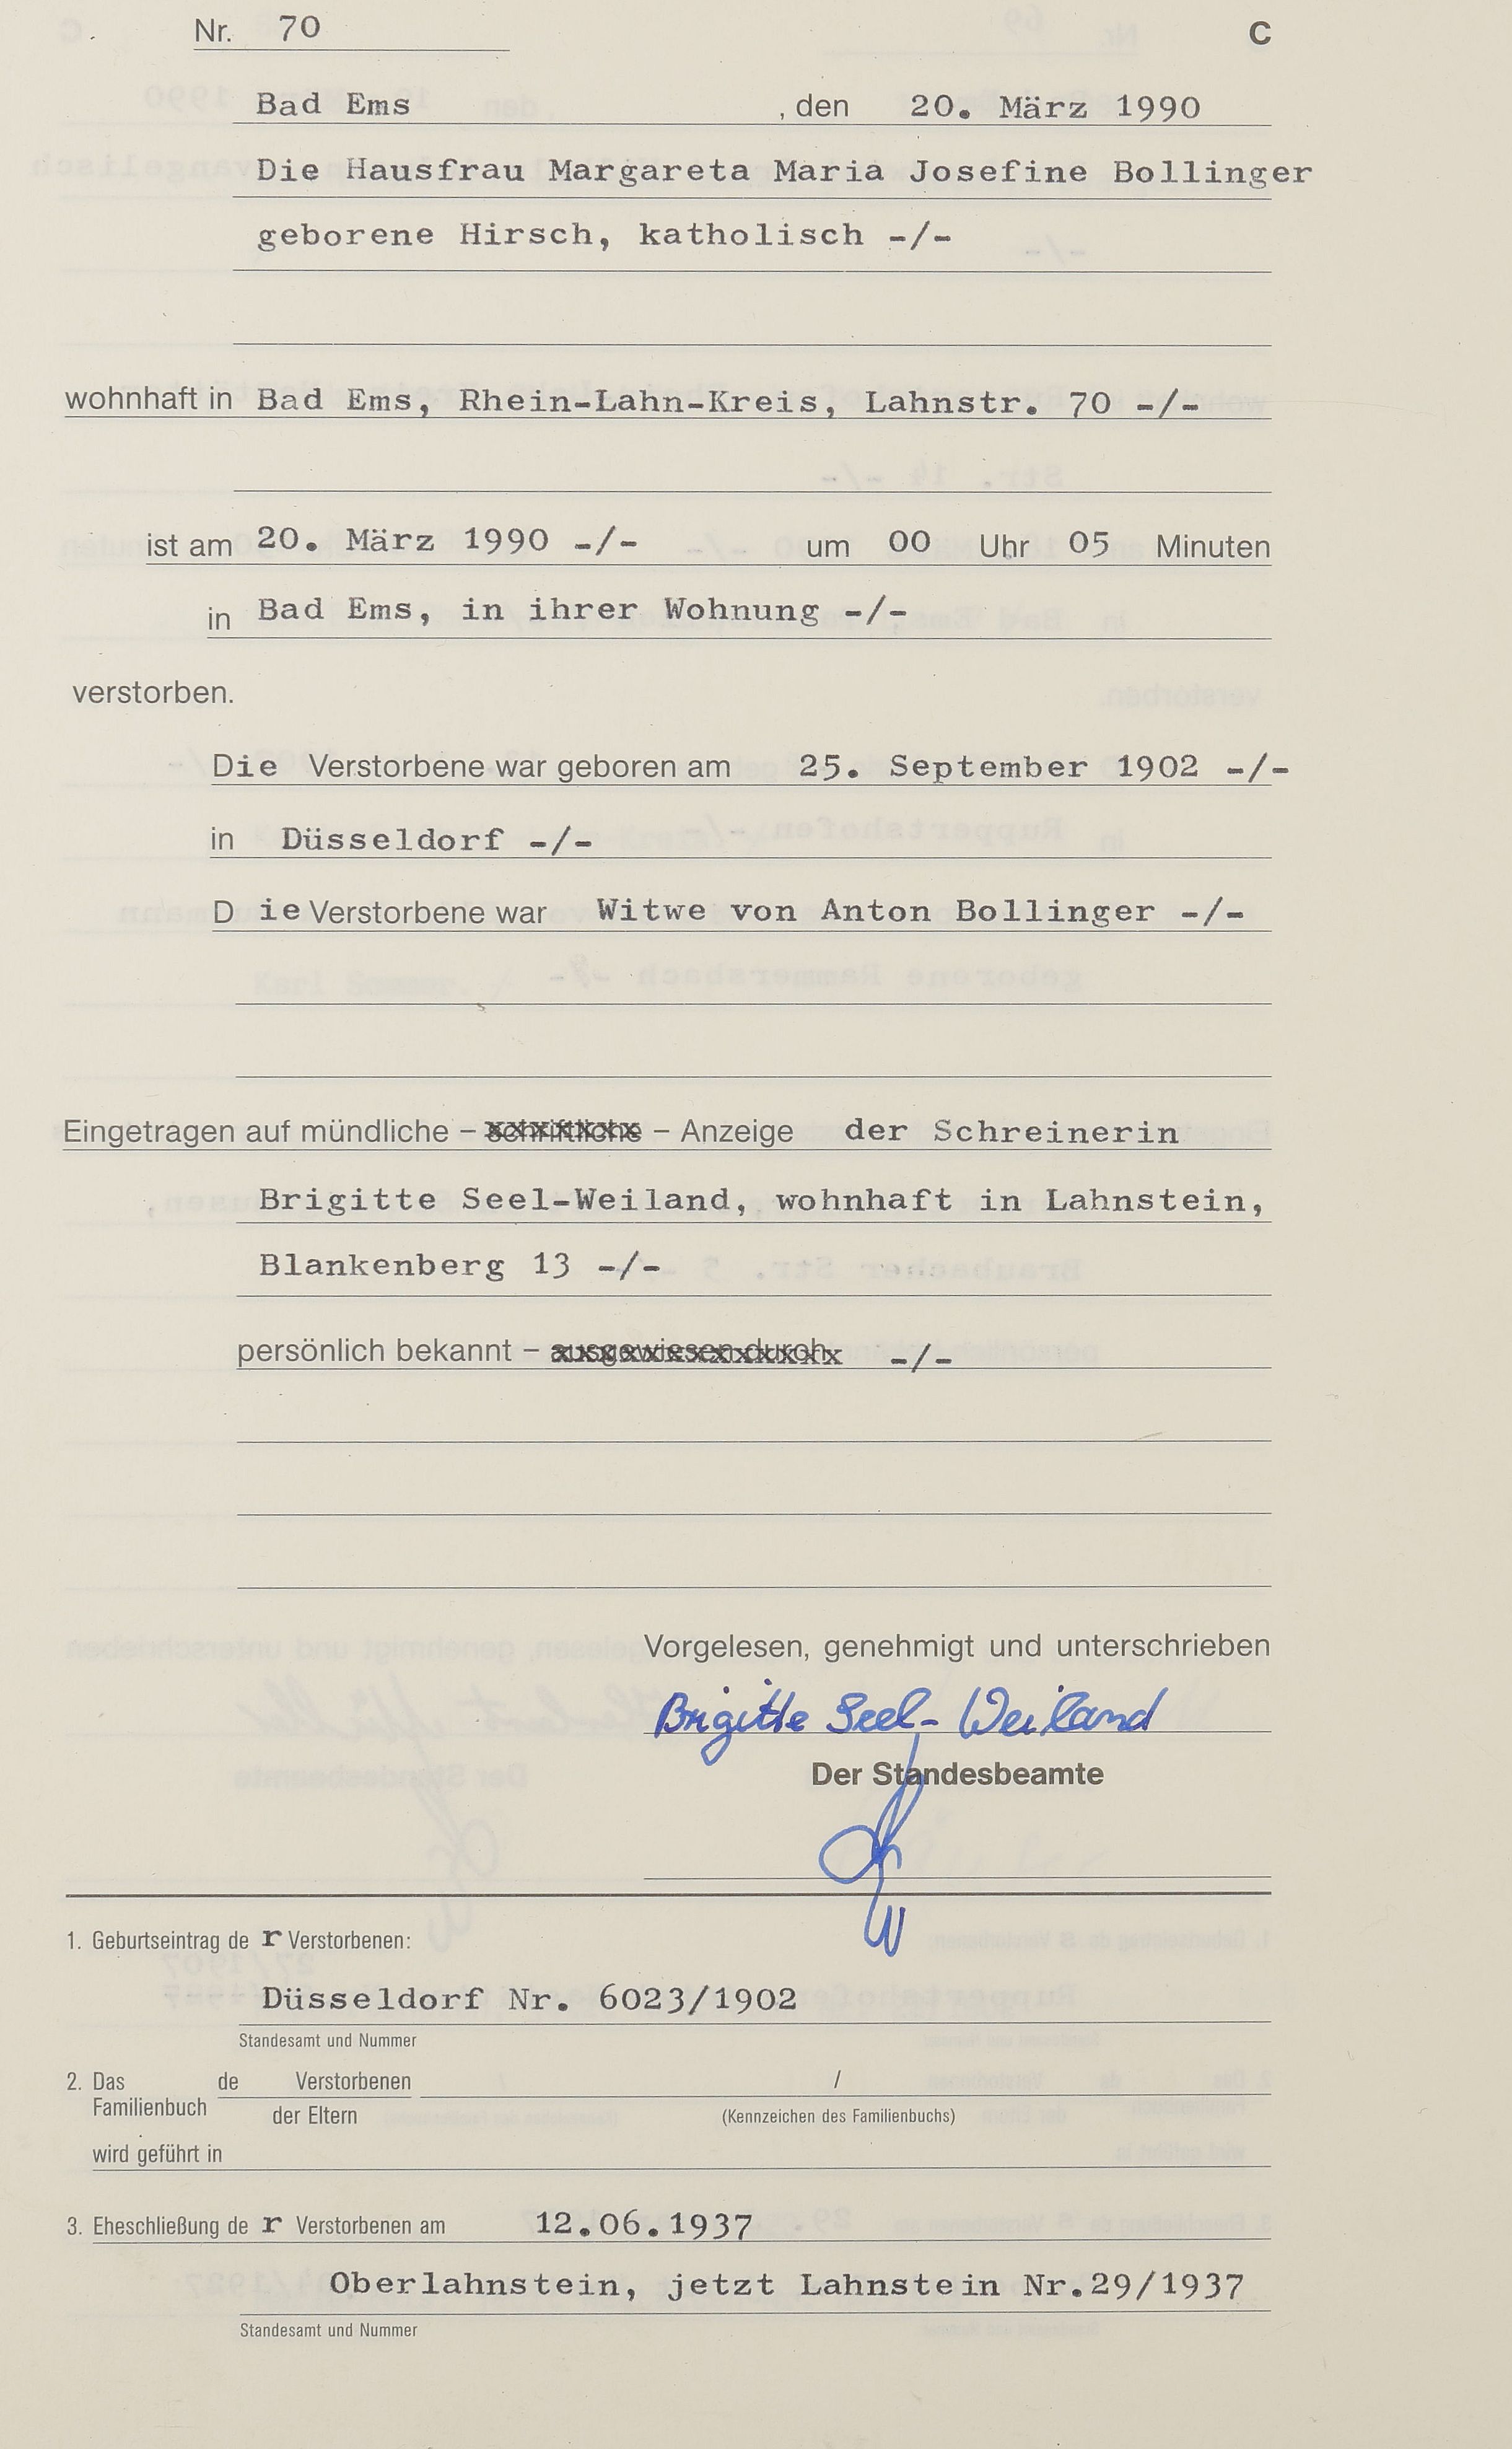 Nr. 70 C
Bad Ems , den 20. März 1990
Die Hausfrau Margareta Maria Josefine Bollinger
geborene Hirsch, katholisch -/-
wohnhaft in Bad Ems, Rhein-Lahn-Kreis, Lahnstr. 70 -/-
ist am 20. März 1990 -/- um 00 Uhr 05 Minuten
in Bad Ems, in ihrer Wohnung -/-
verstorben.
Die Verstorbene war geboren am 25. September 1902 -/-
in Düsseldorf -/-
Die Verstorbene war Witwe von Anton Bollinger -/-
Eingetragen auf mündliche – schriftliche – Anzeige der Schreinerin
Brigitte Seel-Weiland, wohnhaft in Lahnstein,
Blankenberg 13 -/-
persönlich bekannt – ausgewiesen durch -/-
Vorgelesen, genehmigt und unterschrieben
Brigitte Seel-Weiland
Der Standesbeamte
1. Geburtseintrag der Verstorbenen:
Düsseldorf Nr. 6023/1902
Standesamt und Nummer
2. Das de Verstorbenen /
Familienbuch der Eltern (Kennzeichen des Familienbuchs)
wird geführt in
3. Eheschließung der Verstorbenen am 12.06.1937
Oberlahnstein, jetzt Lahnstein Nr.29/1937
Standesamt und Nummer